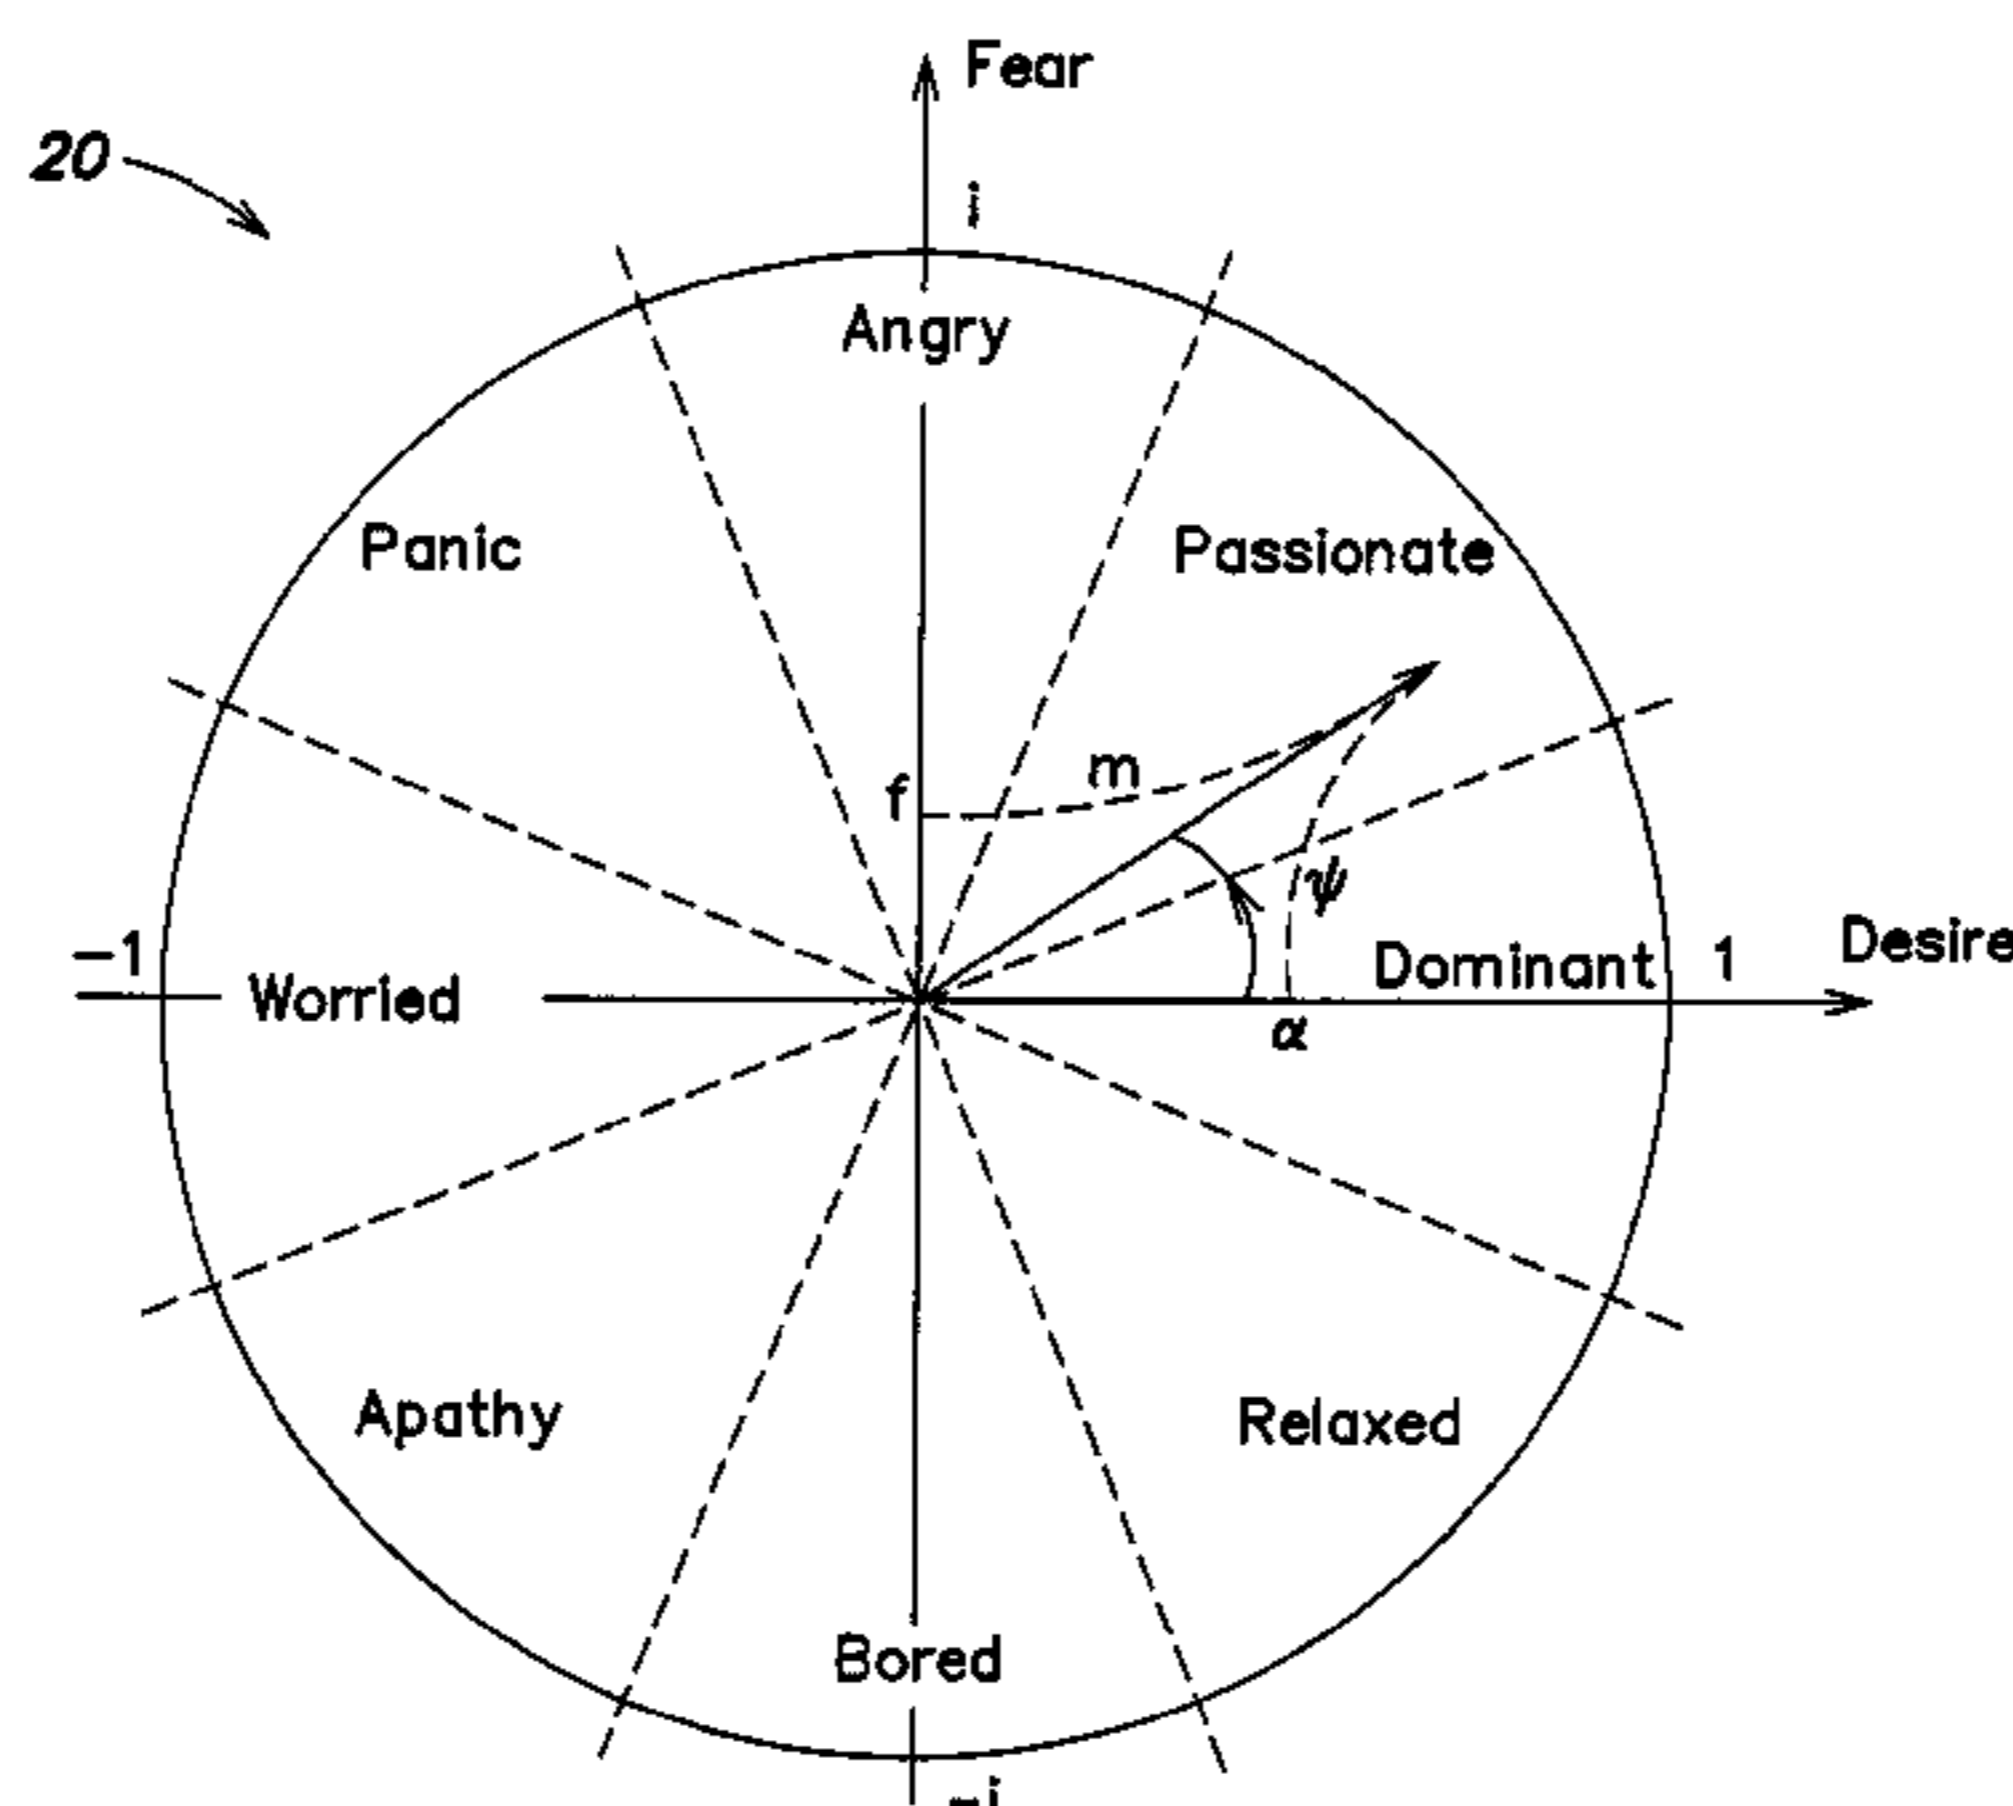 Fear
20
i
Angry
Panic
Passionate
m
f
ψ
-1
Desire
Dominant
1
Worried
α
Apathy
Relaxed
Bored
-i